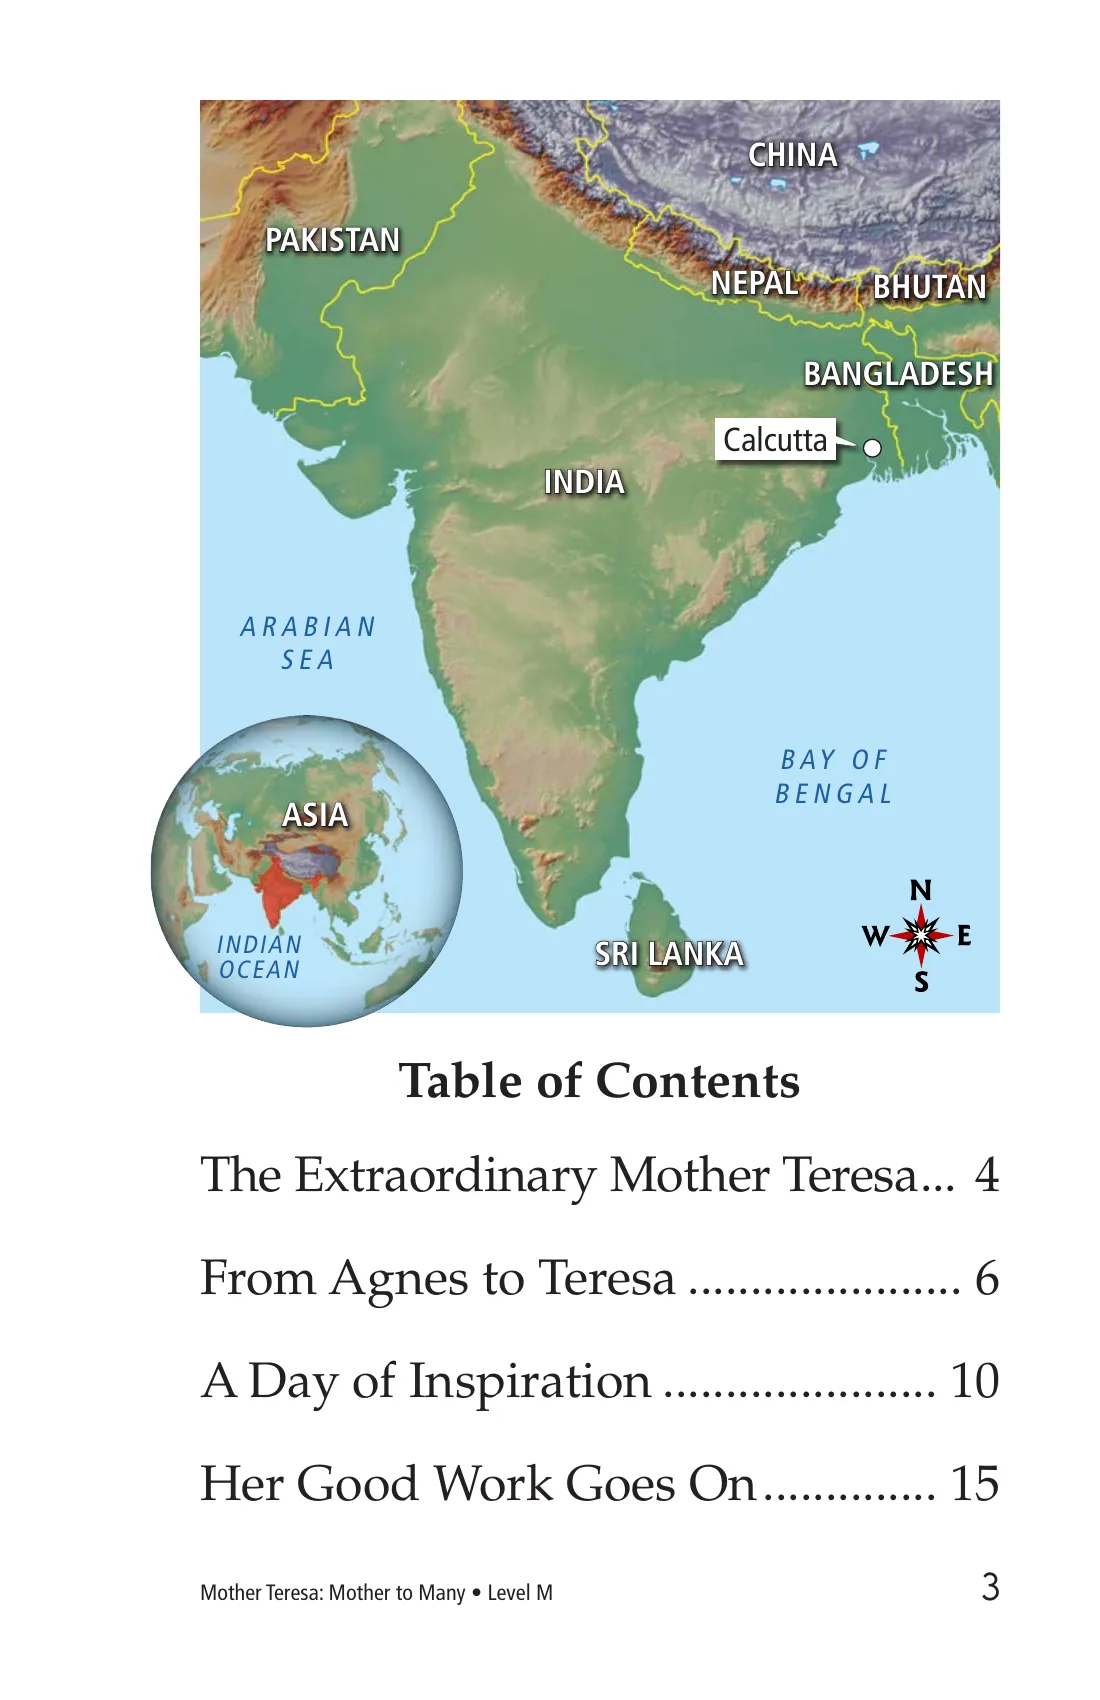 CHINA
PAKISTAN
NEPAL
BHUTAN
BANGLADESH
Calcutta
INDIA
ARABIAN
SEA
BAY OF
BENGAL
ASIA
INDIAN
OCEAN
SRI LANKA
N
W E
S
Table of Contents
The Extraordinary Mother Teresa... 4
From Agnes to Teresa ...................... 6
A Day of Inspiration ...................... 10
Her Good Work Goes On.............. 15
Mother Teresa: Mother to Many • Level M 3